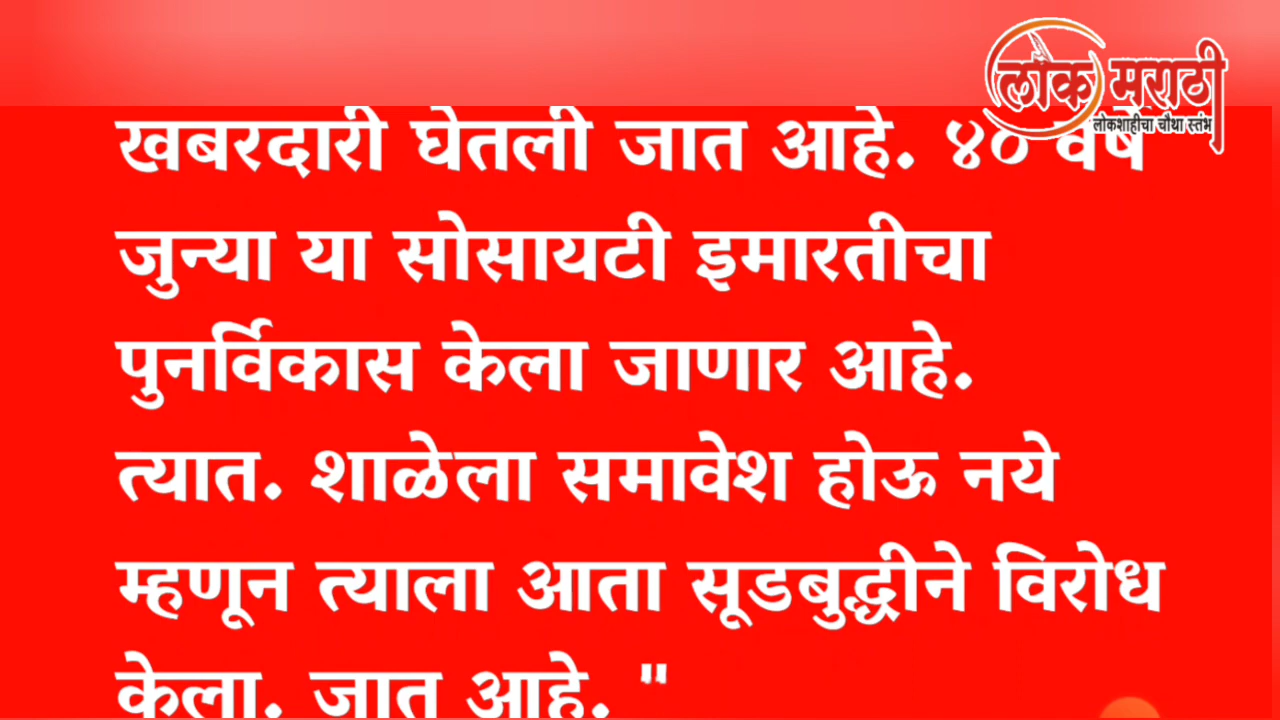 लोक मराठी
लोकशाहीचा चौथा स्तंभ
खबरदारी घेतली जात आहे. ४० वर्षे
जुन्या या सोसायटी इमारतीचा
पुनर्विकास केला जाणार आहे.
त्यात. शाळेला समावेश होऊ नये
म्हणून त्याला आता सूडबुद्धीने विरोध
केला. जात आहे. "